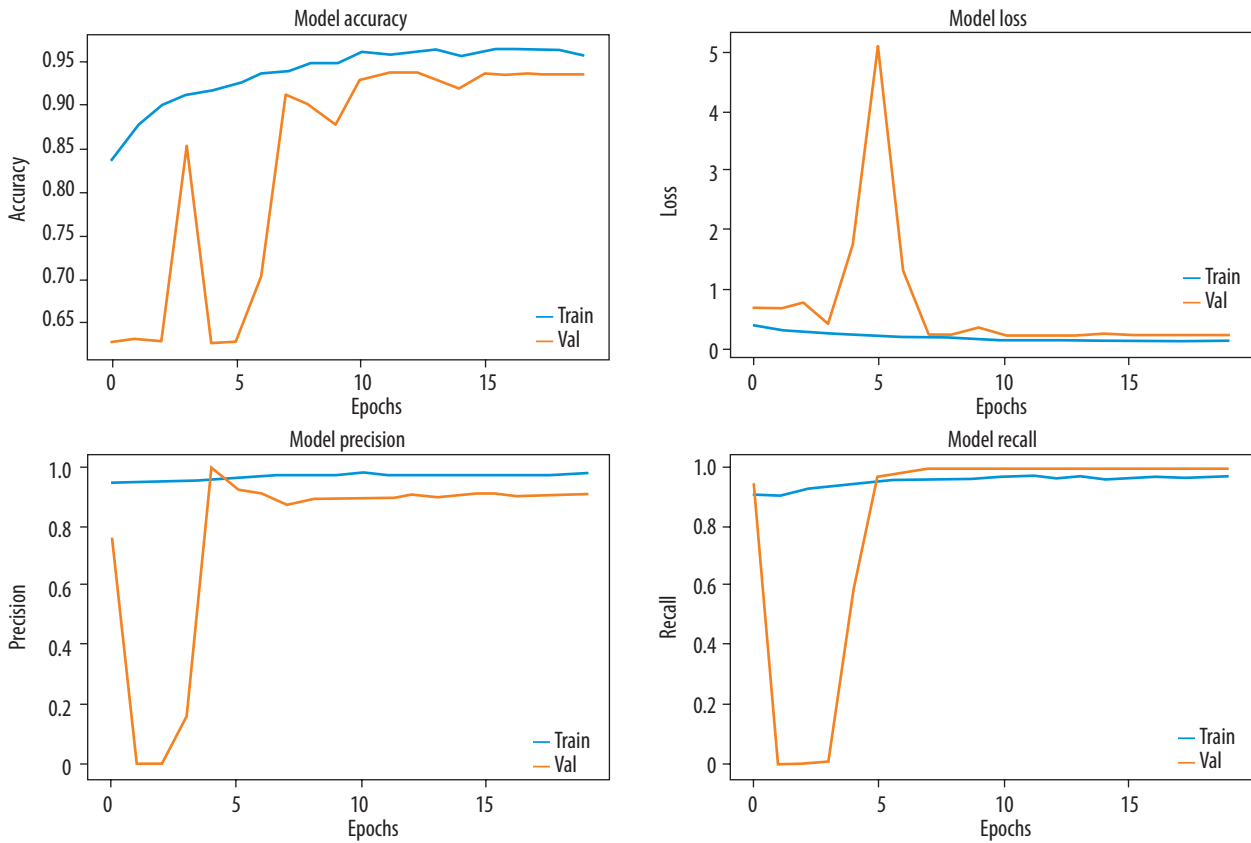 Model accuracy
Accuracy
0.95
0.90
0.85
0.80
0.75
0.70
0.65
Train
Val
0 5 10 15
Epochs
Model loss
Loss
5
4
3
2
1
0
Train
Val
0 5 10 15
Epochs
Model precision
Precision
1.0
0.8
0.6
0.4
0.2
0
Train
Val
0 5 10 15
Epochs
Model recall
Recall
1.0
0.8
0.6
0.4
0.2
0
Train
Val
0 5 10 15
Epochs